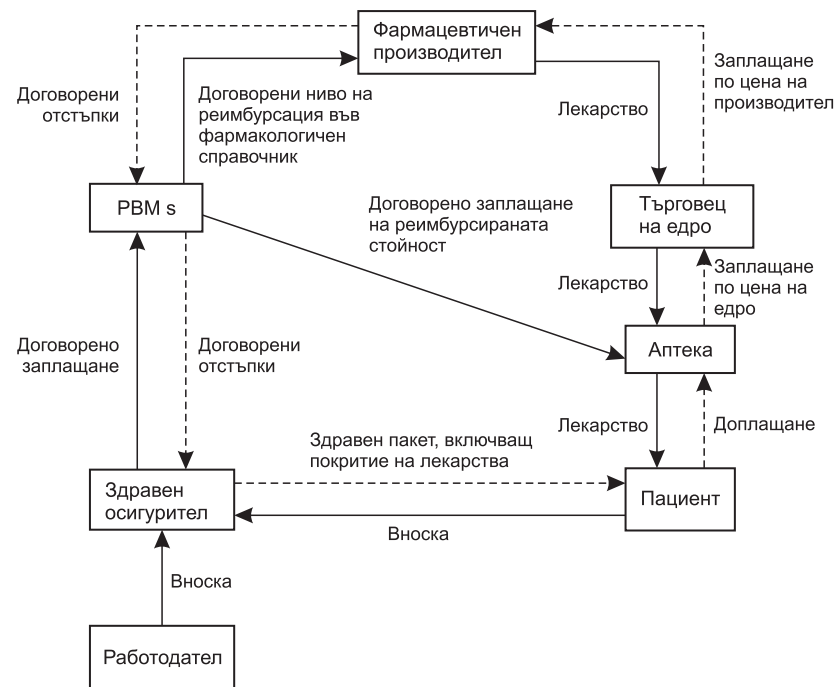 Фармацевтичен
производител
Договорени
отстъпки
Договорени ниво на
реимбурсация във
фармакологичен
справочник
Лекарство
Заплащане
по цена на
производител
PBM s
Договорено заплащане
на реимбурсираната
стойност
Търговец
на едро
Лекарство
Заплащане
по цена на
едро
Договорено
заплащане
Договорени
отстъпки
Аптека
Лекарство
Доплащане
Здравен пакет, включващ
покритие на лекарства
Здравен
осигурител
Пациент
Вноска
Вноска
Работодател